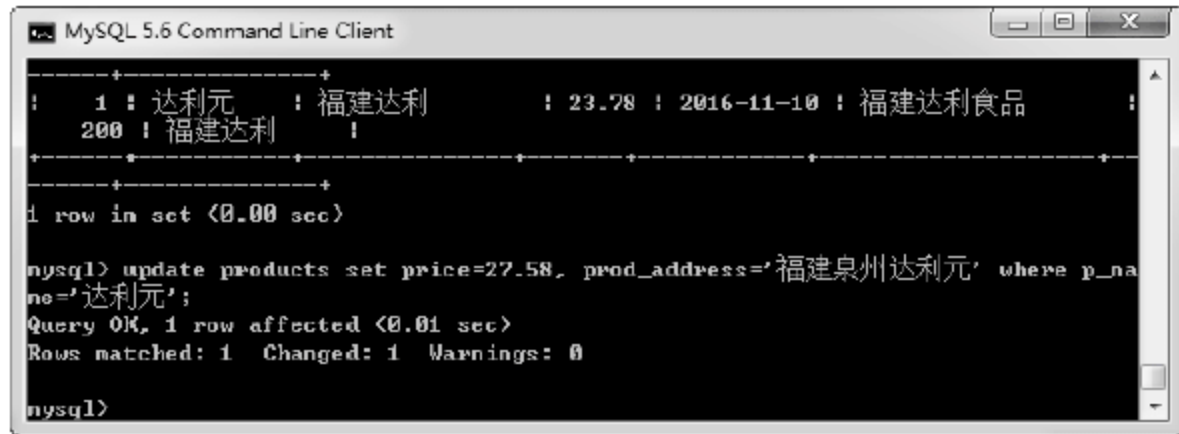 MySQL 5.6 Command Line Client
------+---------------+
|    1 | 达利元    | 福建达利        | 23.78 | 2016-11-10 | 福建达利食品        |
   200 | 福建达利      |
+------+-------------+-----------------+-------+------------+----------------------+--
------+---------------+
1 row in set (0.00 sec)
mysql> update products set price=27.58, prod_address='福建泉州达利元' where p_na
me='达利元';
Query OK, 1 row affected (0.01 sec)
Rows matched: 1  Changed: 1  Warnings: 0
mysql>